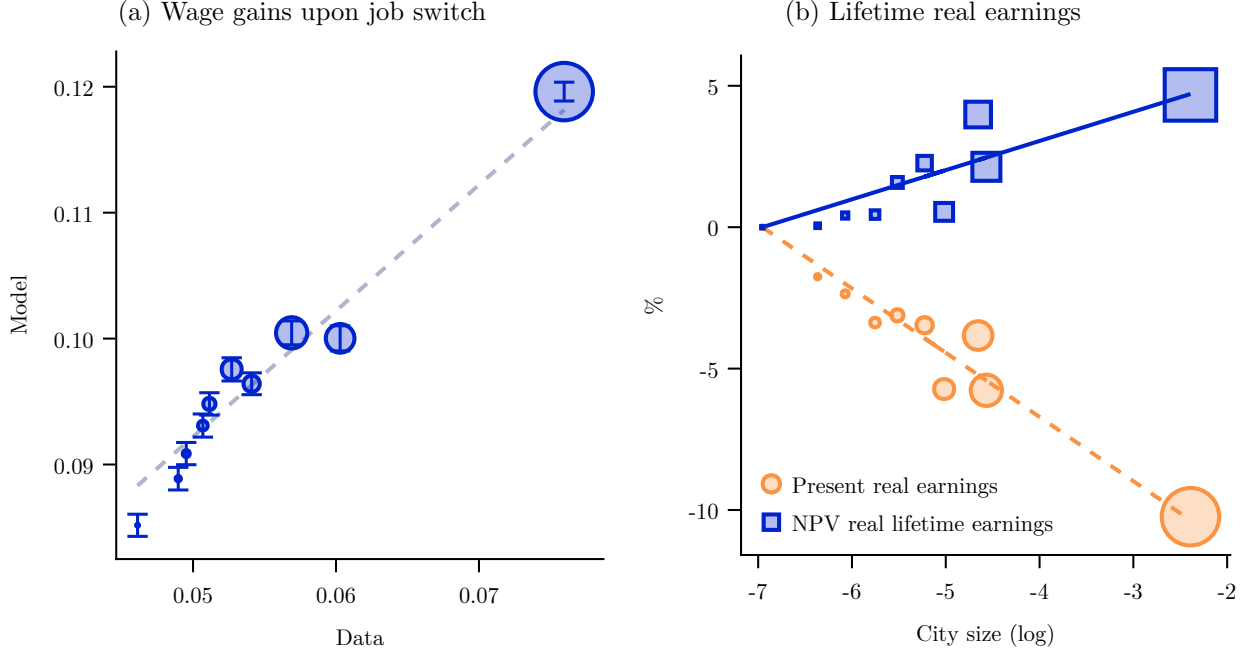 (a) Wage gains upon job switch
0.12
0.11
0.10
0.09
Model
0.05
0.06
0.07
Data
(b) Lifetime real earnings
5
0
-5
-10
%
Present real earnings
NPV real lifetime earnings
-7
-6
-5
-4
-3
-2
City size (log)